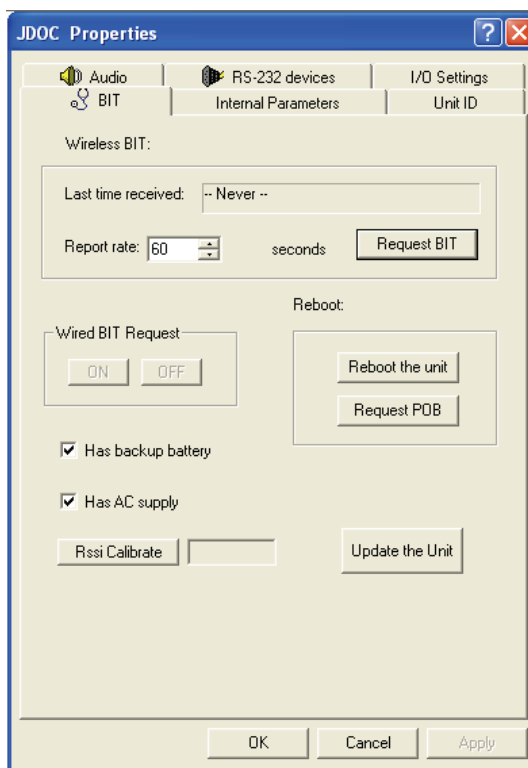 JDOC Properties
Audio
RS-232 devices
I/O Settings
BIT
Internal Parameters
Unit ID
Wireless BIT:
Last time received: -- Never --
Report rate: 60 seconds Request BIT
Reboot:
Wired BIT Request
ON OFF
Reboot the unit
Request POB
Has backup battery
Has AC supply
Rssi Calibrate
Update the Unit
OK Cancel Apply